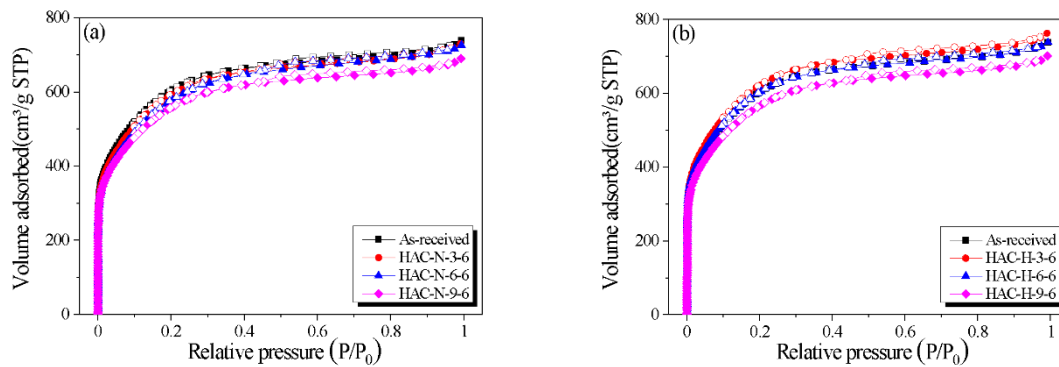 (a)
Volume adsorbed(cm³/g STP)
800
600
400
200
0
As-received
HAC-N-3-6
HAC-N-6-6
HAC-N-9-6
0 0.2 0.4 0.6 0.8 1
Relative pressure (P/P₀)
(b)
Volume adsorbed(cm³/g STP)
800
600
400
200
0
As-received
HAC-H-3-6
HAC-H-6-6
HAC-H-9-6
0 0.2 0.4 0.6 0.8 1
Relative pressure (P/P₀)